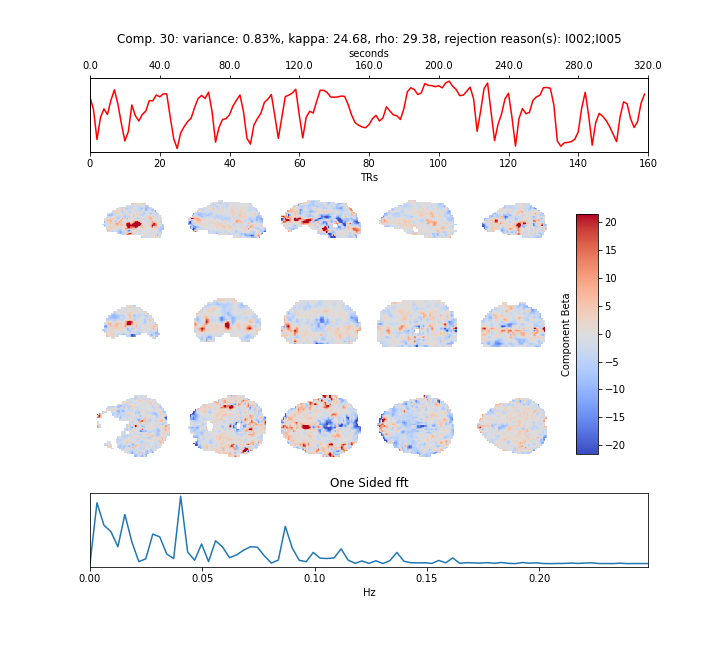 Comp. 30: variance: 0.83%, kappa: 24.68, rho: 29.38, rejection reason(s): I002;I005
seconds
0.0 40.0 80.0 120.0 160.0 200.0 240.0 280.0 320.0
0 20 40 60 80 100 120 140 160
TRs
20
15
10
5
0
−5
−10
−15
−20
Component Beta
One Sided fft
0.00 0.05 0.10 0.15 0.20
Hz